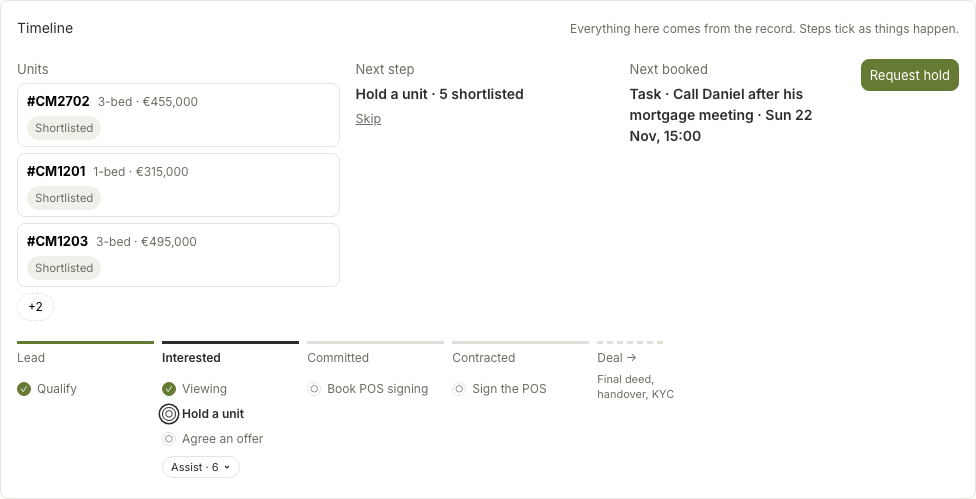 Timeline
Everything here comes from the record. Steps tick as things happen.
Units
#CM2702 3-bed · €455,000
Shortlisted
#CM1201 1-bed · €315,000
Shortlisted
#CM1203 3-bed · €495,000
Shortlisted
+2
Next step
Hold a unit · 5 shortlisted
Skip
Next booked
Task · Call Daniel after his
mortgage meeting · Sun 22
Nov, 15:00
Request hold
Lead
Qualify
Interested
Viewing
Hold a unit
Agree an offer
Assist · 6
Committed
Book POS signing
Contracted
Sign the POS
Deal →
Final deed,
handover, KYC